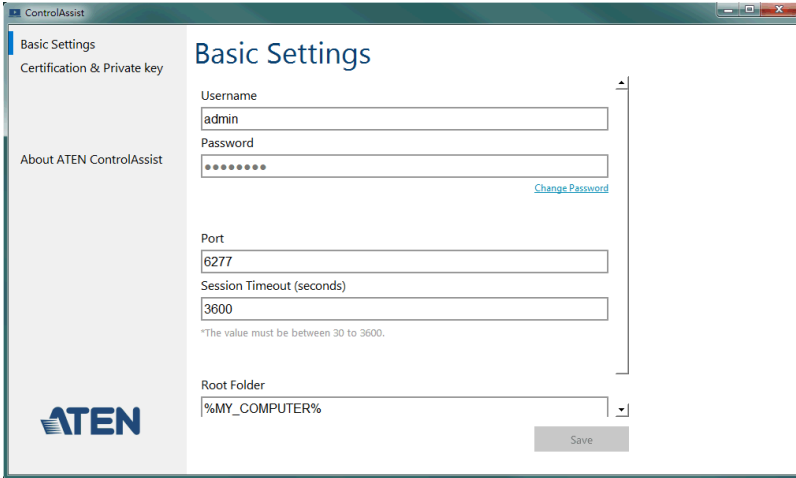 ControlAssist
Basic Settings
Certification & Private key
About ATEN ControlAssist
ATEN
Basic Settings
Username
admin
Password
••••••••
Change Password
Port
6277
Session Timeout (seconds)
3600
*The value must be between 30 to 3600.
Root Folder
%MY_COMPUTER%
Save